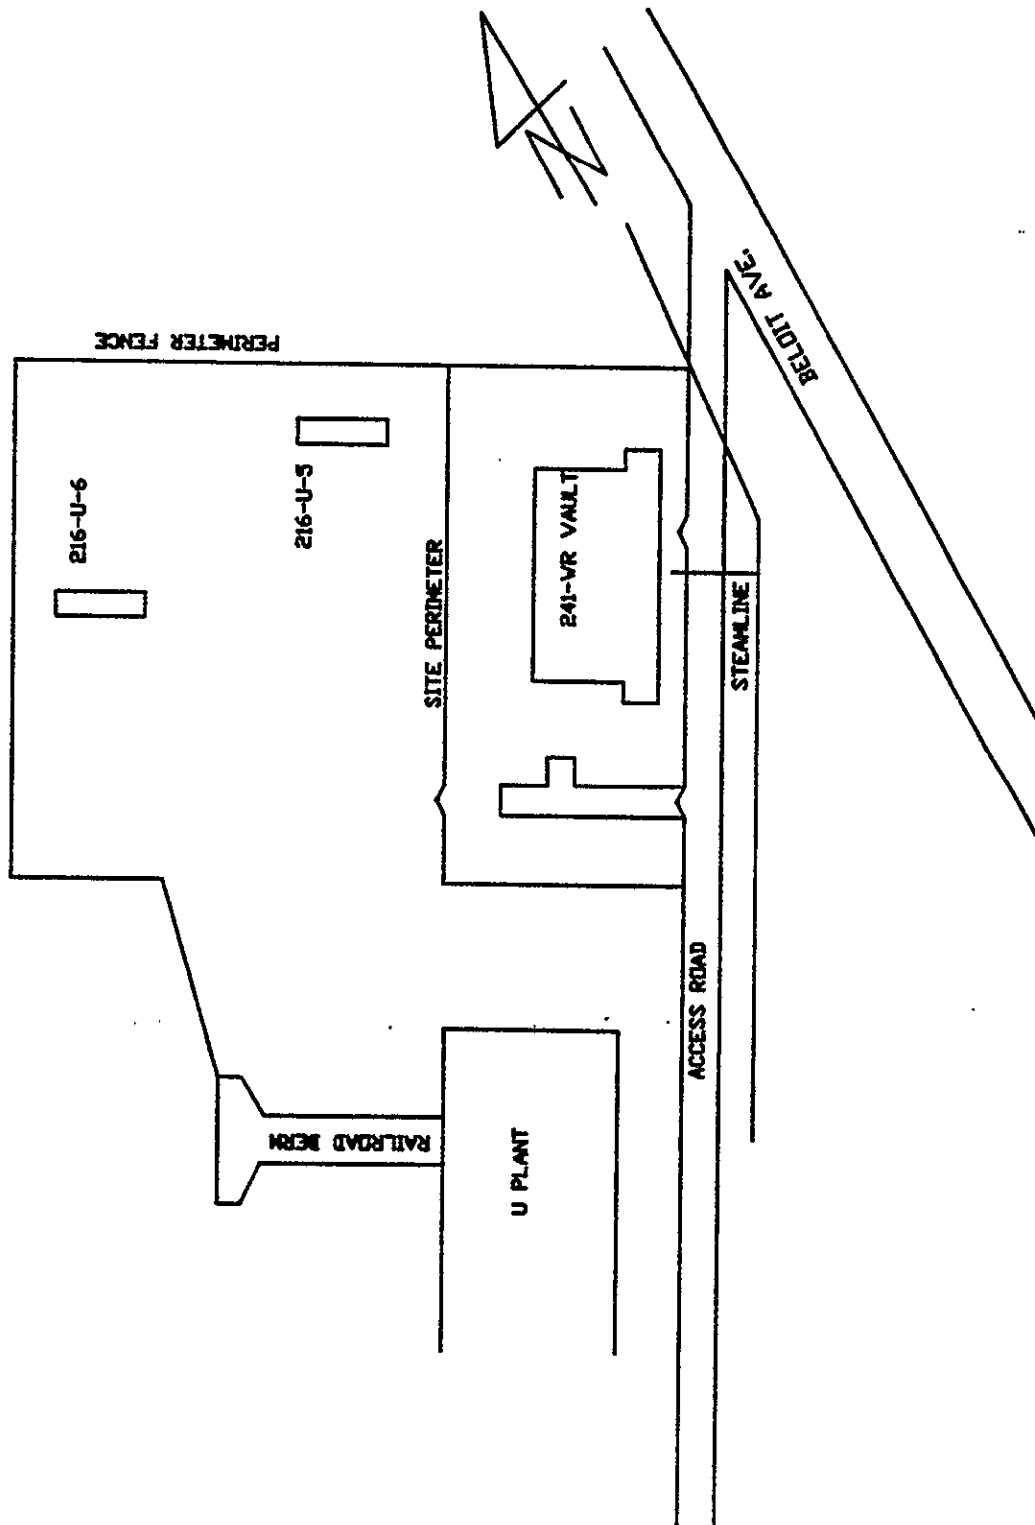 N
BELOIT AVE.
PERIMETER FENCE
216-U-6
216-U-5
SITE PERIMETER
241-WR VAULT
STEAMLINE
ACCESS ROAD
RAILROAD BERM
U PLANT